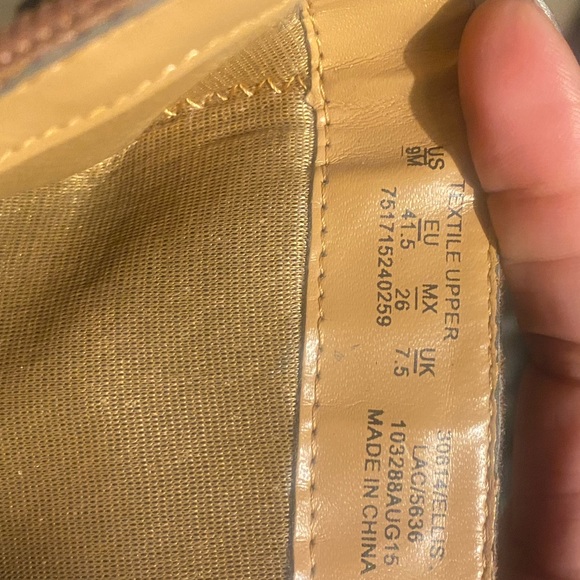 TEXTILE UPPER
US EU MX UK
9M 41.5 26 7.5
751715240259
30614/ELLIS
LAC/5636
103288AUG15
MADE IN CHINA